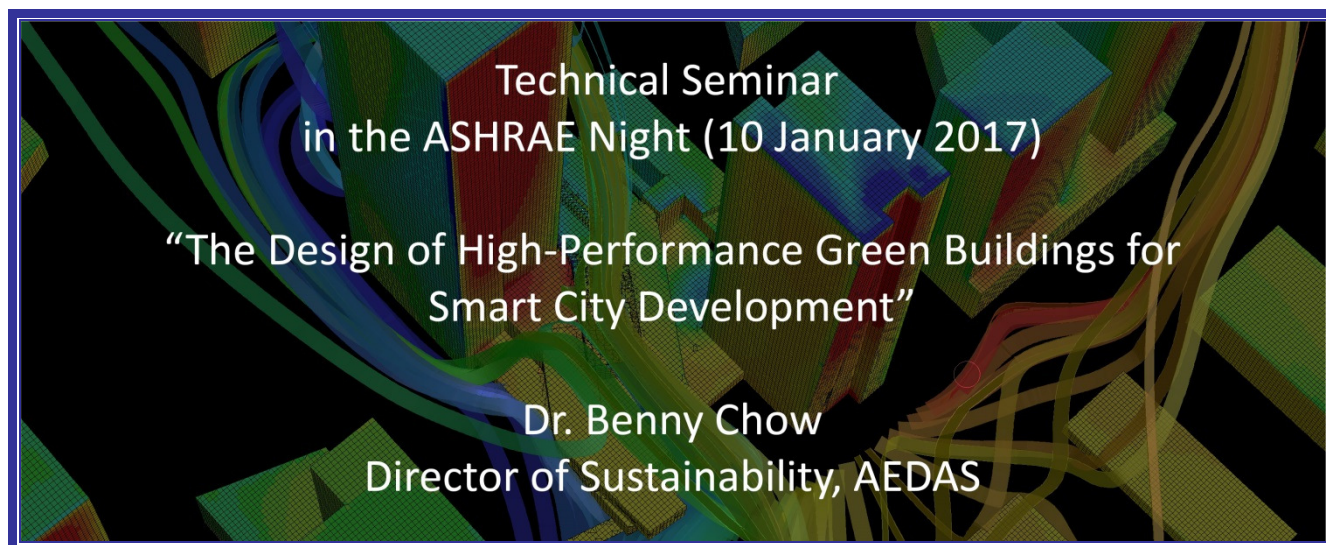 Technical Seminar
in the ASHRAE Night (10 January 2017)
“The Design of High-Performance Green Buildings for
Smart City Development”
Dr. Benny Chow
Director of Sustainability, AEDAS